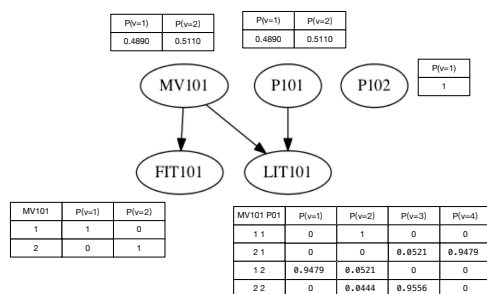 P(v=1) P(v=2) P(v=1) P(v=2)
0.4890 0.5110 0.4890 0.5110
MV101 P101 P102 P(v=1)
1
FIT101 LIT101
MV101 P(v=1) P(v=2)
1 1 0
2 0 1
MV101 P01 P(v=1) P(v=2) P(v=3) P(v=4)
1 1 0 1 0 0
2 1 0 0 0.0521 0.9479
1 2 0.9479 0.0521 0 0
2 2 0 0.0444 0.9556 0